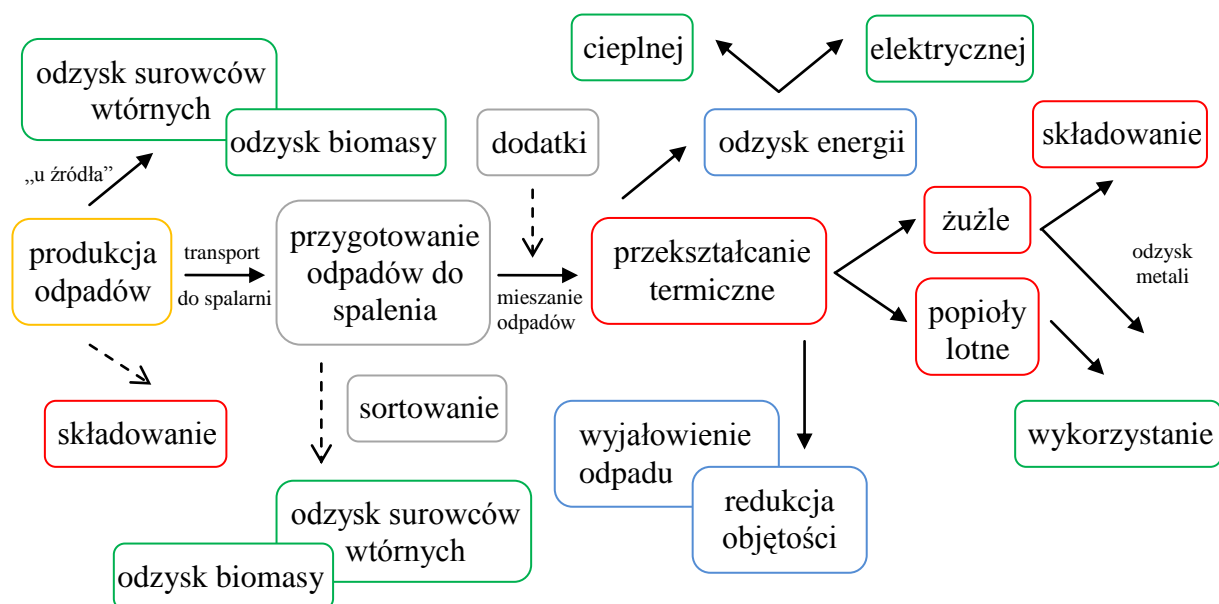 cieplnej
elektrycznej
odzysk surowców
wtórnych
odzysk biomasy
dodatki
odzysk energii
składowanie
„u źródła”
produkcja
odpadów
transport
do spalarni
przygotowanie
odpadów do
spalenia
mieszanie
odpadów
przekształcanie
termiczne
żużle
popioły
lotne
odzysk
metali
składowanie
sortowanie
wyjałowienie
odpadu
redukcja
objętości
wykorzystanie
odzysk surowców
wtórnych
odzysk biomasy